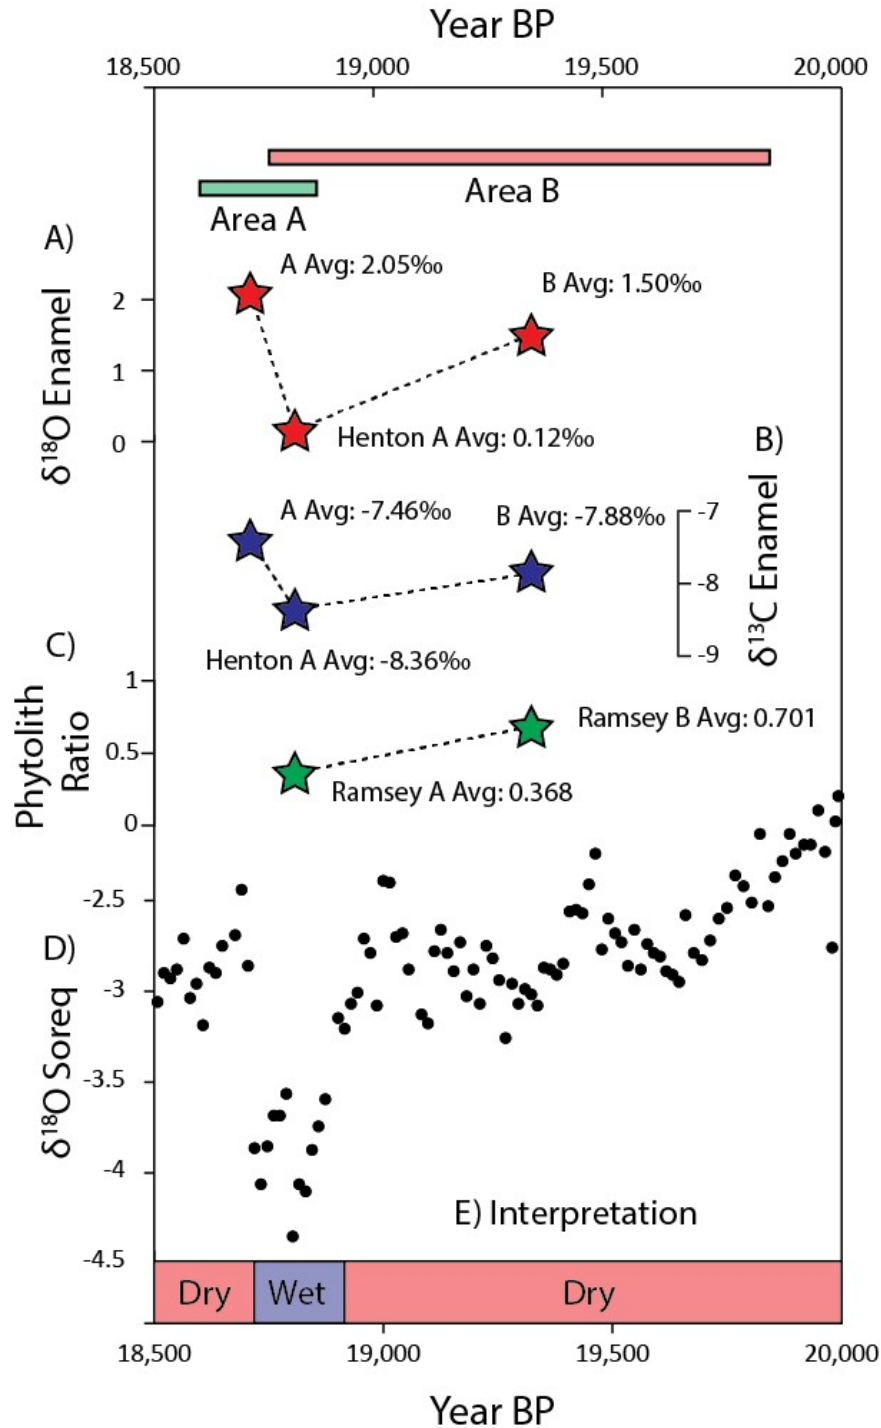 Year BP
18,500 19,000 19,500 20,000
Area B
Area A
A)
δ18O Enamel
2
1
0
A Avg: 2.05‰
B Avg: 1.50‰
Henton A Avg: 0.12‰
B)
δ13C Enamel
-7
-8
-9
A Avg: -7.46‰
B Avg: -7.88‰
Henton A Avg: -8.36‰
C)
Phytolith
Ratio
1
0.5
0
Ramsey B Avg: 0.701
Ramsey A Avg: 0.368
D)
δ18O Soreq
-2.5
-3
-3.5
-4
-4.5
E) Interpretation
Dry Wet Dry
18,500 19,000 19,500 20,000
Year BP